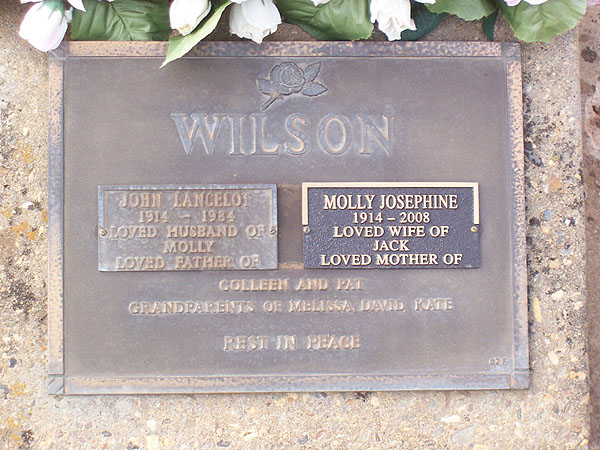 WILSON
JOHN LANCELOT
1914 - 1984
LOVED HUSBAND OF
MOLLY
LOVED FATHER OF
MOLLY JOSEPHINE
1914 - 2008
LOVED WIFE OF
JACK
LOVED MOTHER OF
COLLEEN AND PAT
GRANDPARENTS OF MELISSA, DAVID, KATE
REST IN PEACE